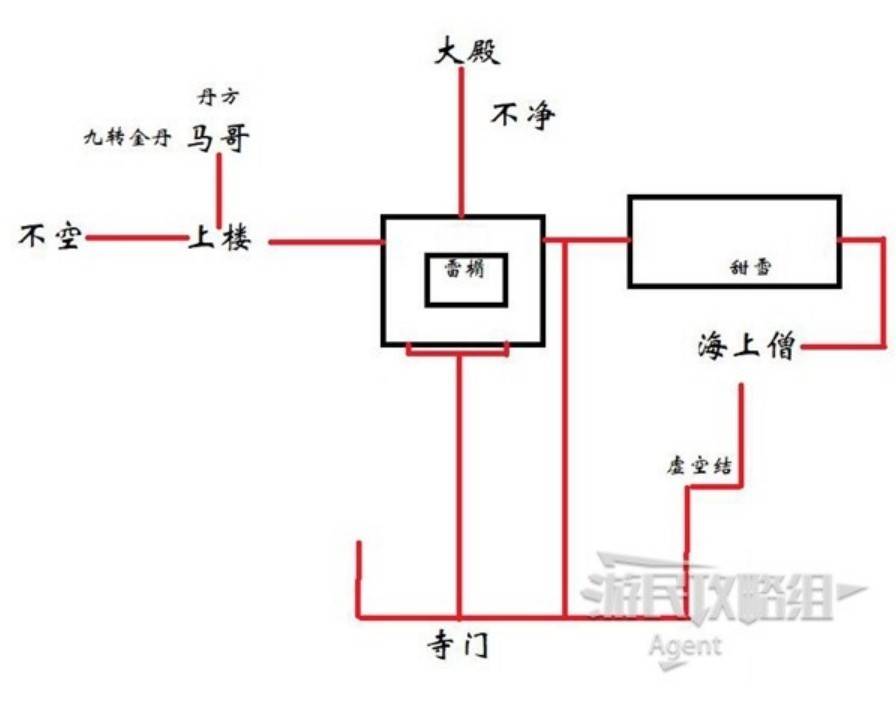 大殿
丹方
不净
九转金丹 马哥
不空
上楼
雷橢
甜雪
海上僧
虚空结
游民攻略组
Agent
寺门